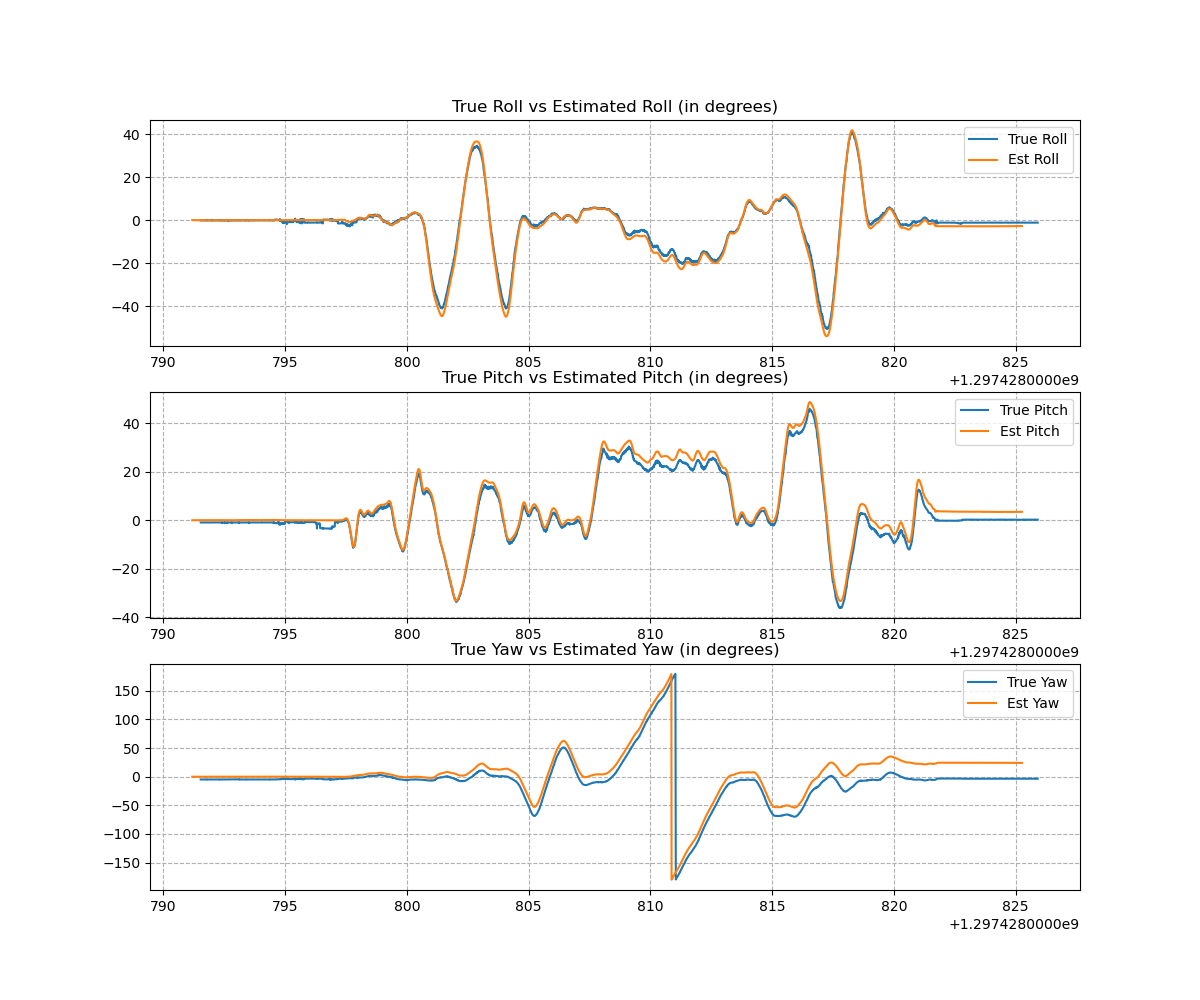 True Roll vs Estimated Roll (in degrees)
40
20
0
−20
−40
True Roll
Est Roll
790 795 800 805 810 815 820 825
+1.2974280000e9
True Pitch vs Estimated Pitch (in degrees)
40
20
0
−20
−40
True Pitch
Est Pitch
790 795 800 805 810 815 820 825
+1.2974280000e9
True Yaw vs Estimated Yaw (in degrees)
150
100
50
0
−50
−100
−150
True Yaw
Est Yaw
790 795 800 805 810 815 820 825
+1.2974280000e9